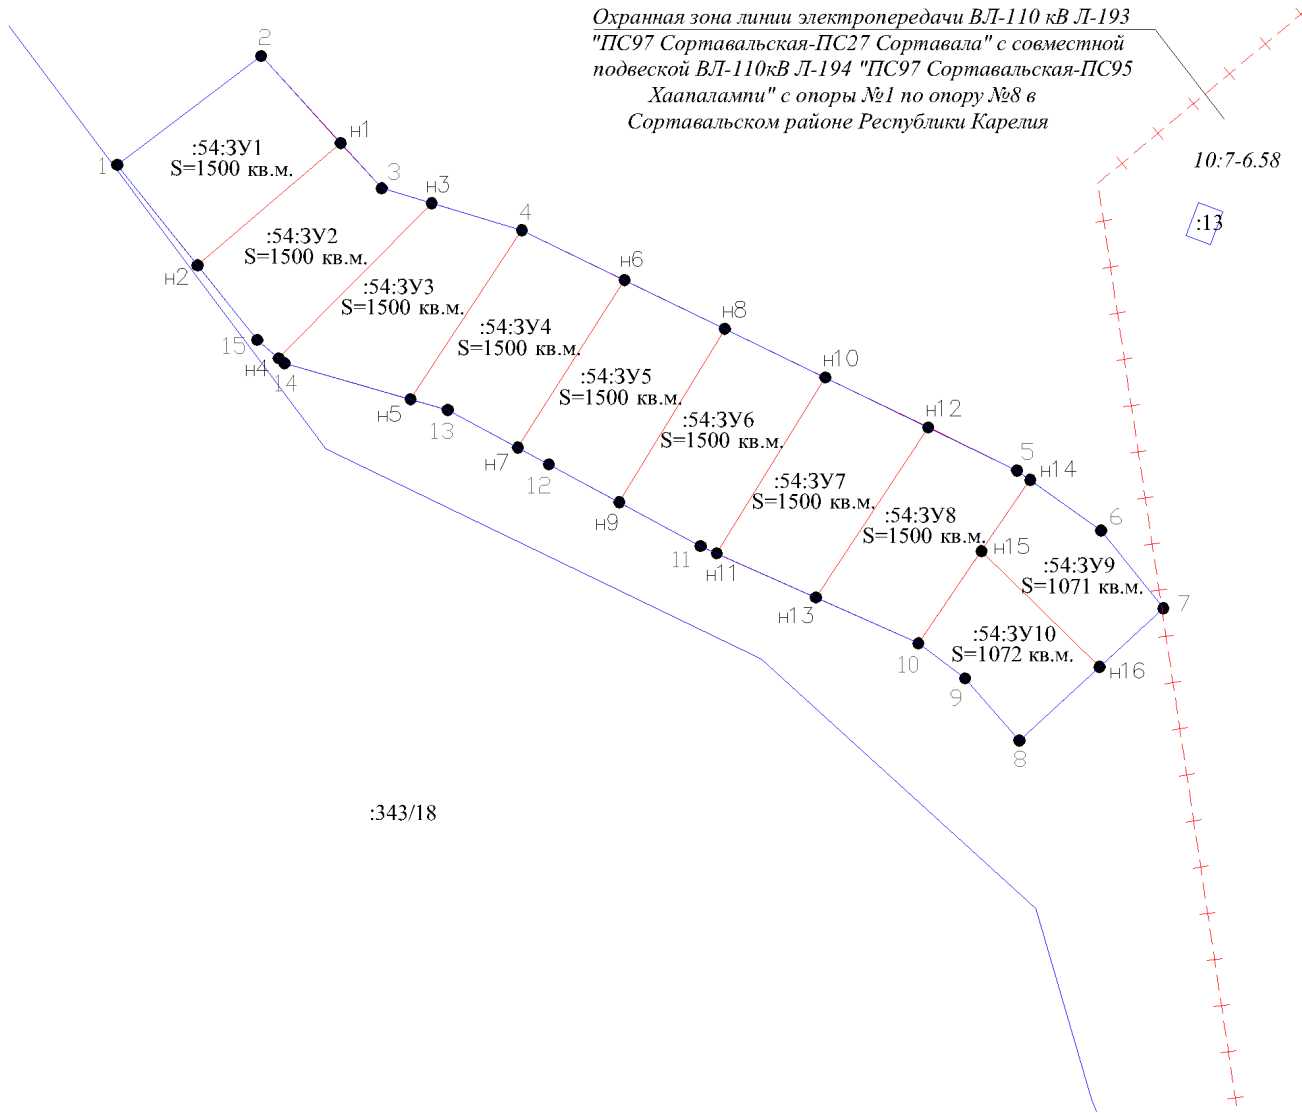 Охранная зона линии электропередачи ВЛ-110 кВ Л-193
"ПС97 Сортавальская-ПС27 Сортавала" с совместной
подвеской ВЛ-110кВ Л-194 "ПС97 Сортавальская-ПС95
Хаапалампи" с опоры №1 по опору №8 в
Сортавальском районе Республики Карелия
10:7-6.58
:13
2
н1
1
:54:ЗУ1
S=1500 кв.м.
3
н3
4
н2
:54:ЗУ2
S=1500 кв.м.
:54:ЗУ3
S=1500 кв.м.
н6
15
н4
14
:54:ЗУ4
S=1500 кв.м.
н8
н5
13
:54:ЗУ5
S=1500 кв.м.
н10
н7
12
:54:ЗУ6
S=1500 кв.м.
н12
н9
:54:ЗУ7
S=1500 кв.м.
5
н14
11
н11
:54:ЗУ8
S=1500 кв.м.
6
н15
:54:ЗУ9
S=1071 кв.м.
7
н13
10
:54:ЗУ10
S=1072 кв.м.
н16
9
8
:343/18